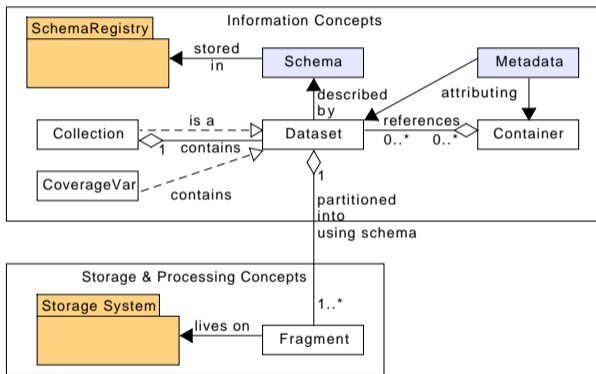 Information Concepts
SchemaRegistry
stored
in
Schema
Metadata
described
by
attributing
Collection
is a
Dataset
references
Container
1
contains
0..*
0..*
CoverageVar
contains
1
partitioned
into
using schema
Storage & Processing Concepts
Storage System
1..*
lives on
Fragment